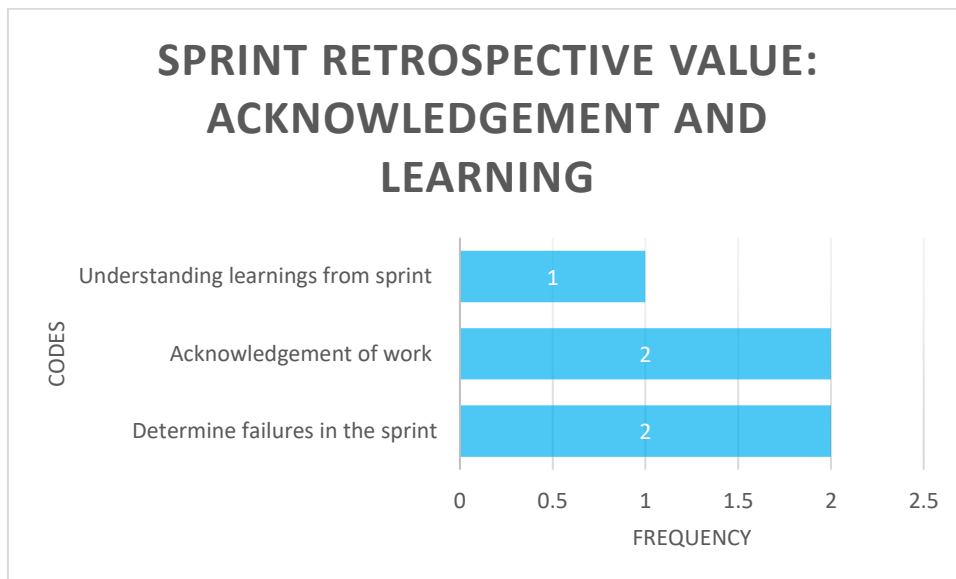 SPRINT RETROSPECTIVE VALUE:
ACKNOWLEDGEMENT AND
LEARNING
Understanding learnings from sprint
1
Acknowledgement of work
2
Determine failures in the sprint
2
CODES
0 0.5 1 1.5 2 2.5
FREQUENCY